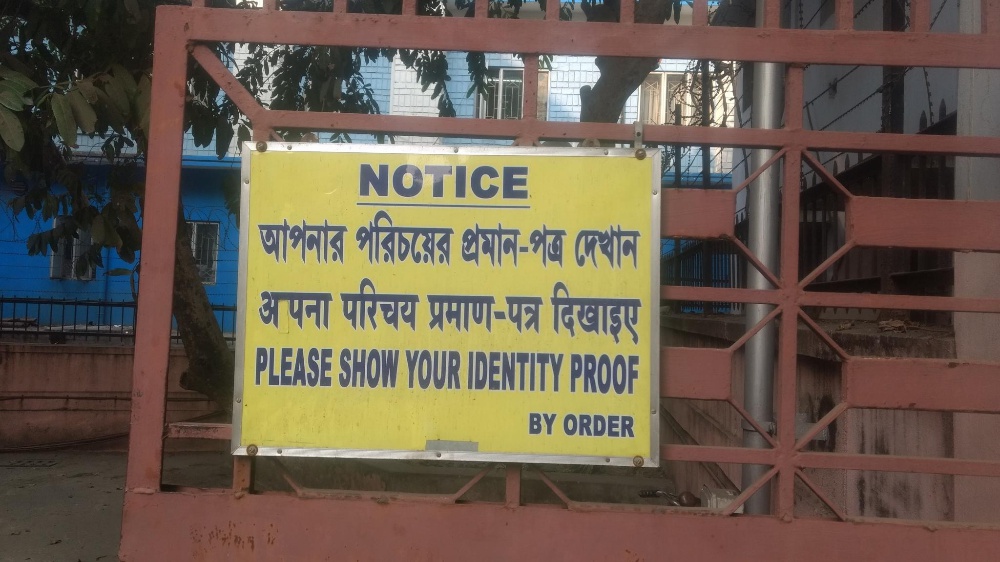 NOTICE
আপনার পরিচয়ের প্রমান-পত্র দেখান
अपना परिचय प्रमाण-पत्र दिखाइए
PLEASE SHOW YOUR IDENTITY PROOF
BY ORDER